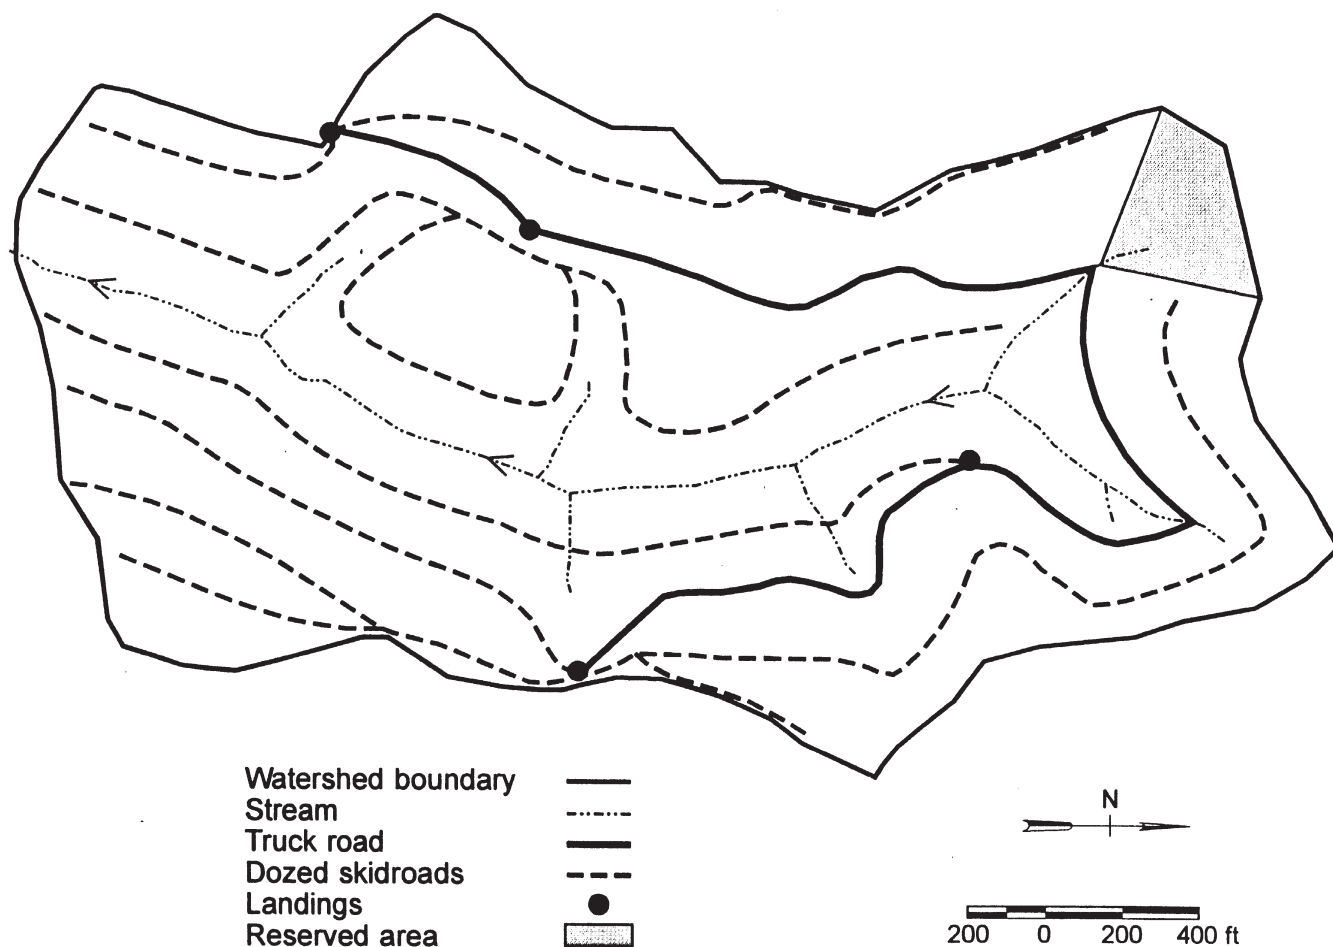 Watershed boundary
Stream
Truck road
Dozed skidroads
Landings
Reserved area
N
200 0 200 400 ft